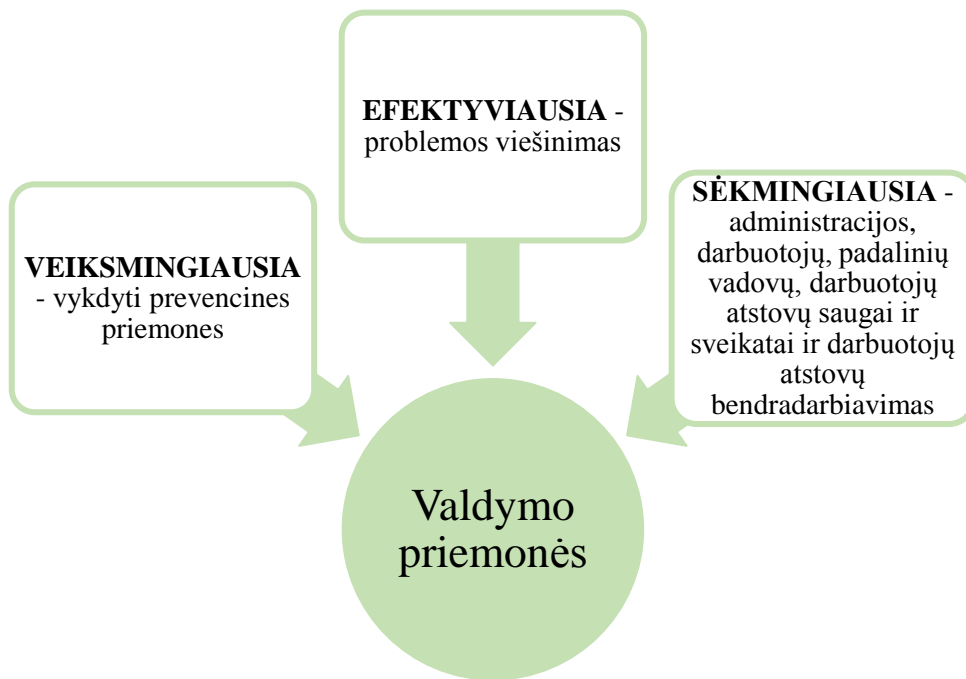 VEIKSMINGIAUSIA
- vykdyti prevencines
priemones
EFEKTYVIAUSIA -
problemos viešinimas
SĖKMINGIAUSIA -
administracijos,
darbuotojų, padalinių
vadovų, darbuotojų
atstovų saugai ir
sveikatai ir darbuotojų
atstovų
bendradarbiavimas
Valdymo
priemonės